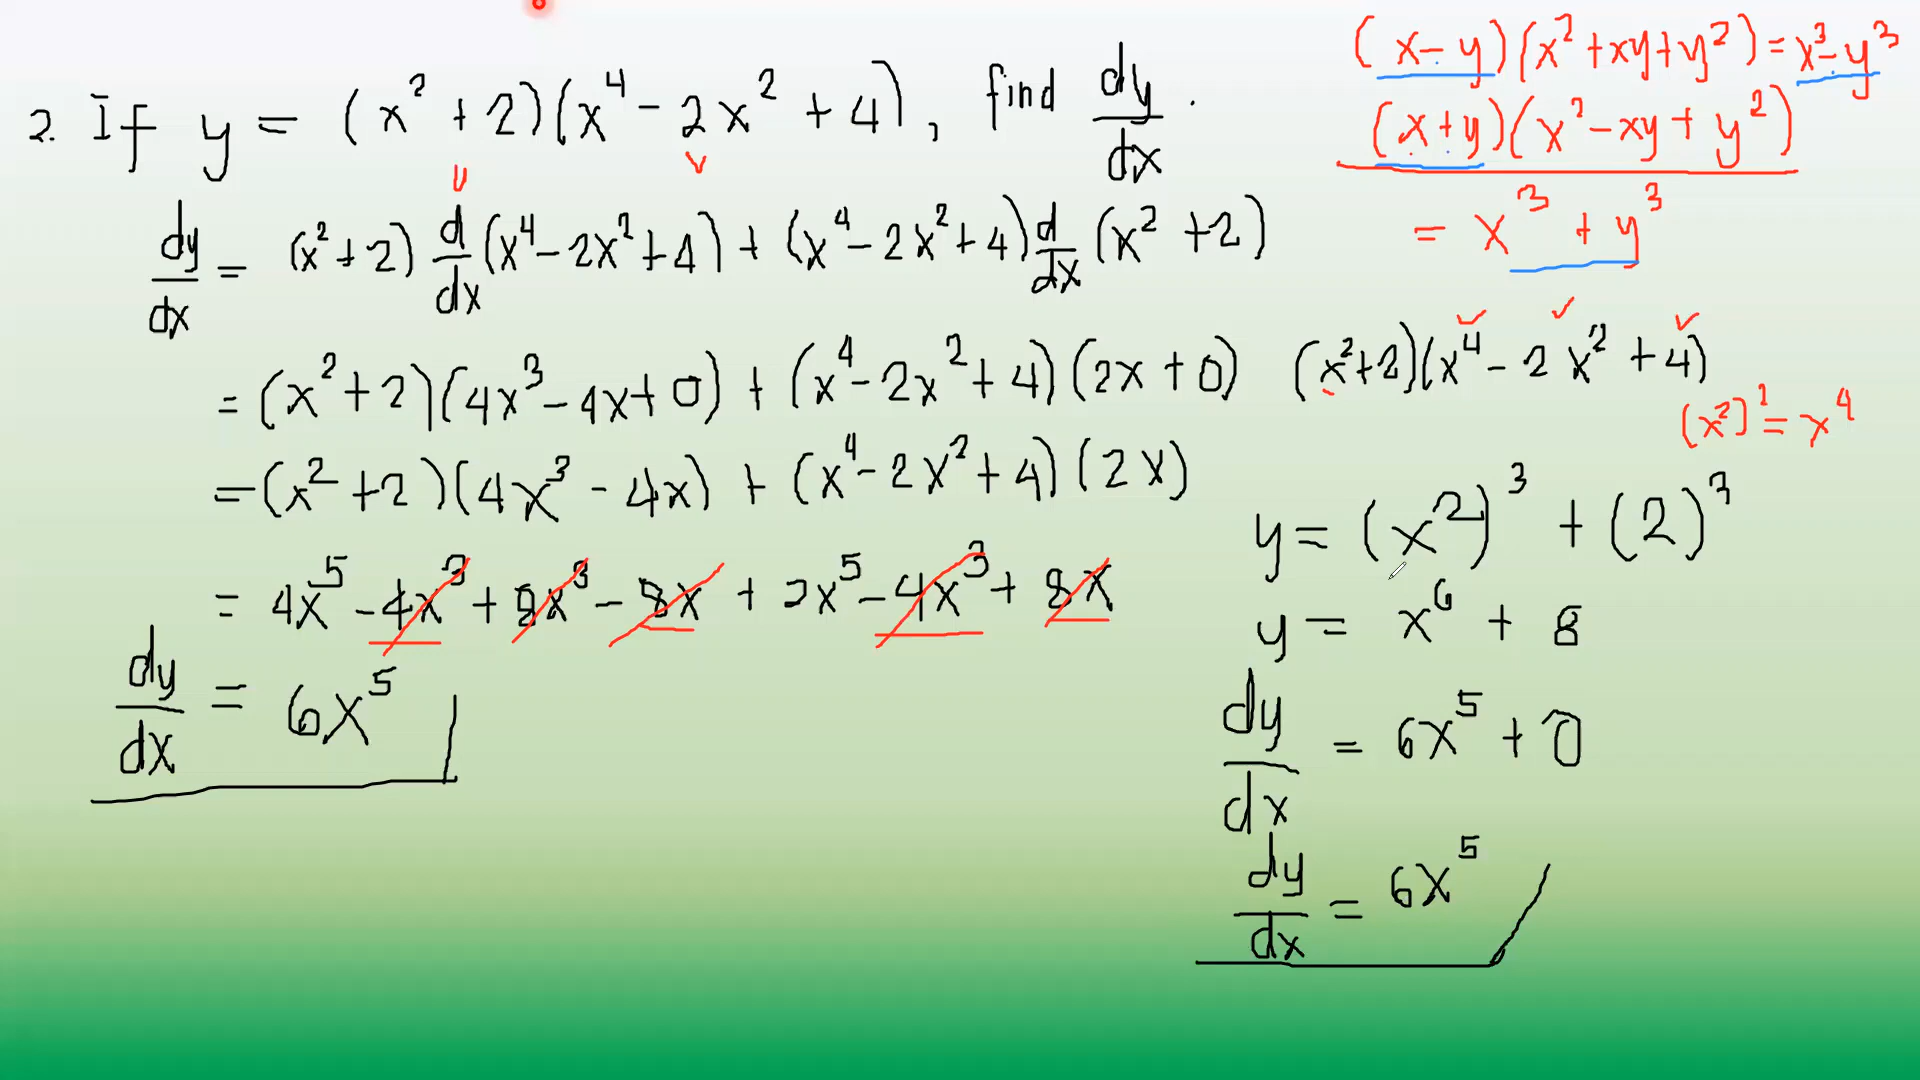 2. If y = (x² + 2)(x⁴ - 2x² + 4), find dy/dx.
dy/dx = (x² + 2) d/dx (x⁴ - 2x² + 4) + (x⁴ - 2x² + 4) d/dx (x² + 2)
= (x² + 2)(4x³ - 4x + 0) + (x⁴ - 2x² + 4)(2x + 0)
= (x² + 2)(4x³ - 4x) + (x⁴ - 2x² + 4)(2x)
= 4x⁵ - 4x³ + 8x³ - 8x + 2x⁵ - 4x³ + 8x
dy/dx = 6x⁵
(x - y)(x² + xy + y²) = x³ - y³
(x + y)(x² - xy + y²)
= x³ + y³
(x² + 2)(x⁴ - 2x² + 4)
(x²)² = x⁴
y = (x²)³ + (2)³
y = x⁶ + 8
dy/dx = 6x⁵ + 0
dy/dx = 6x⁵